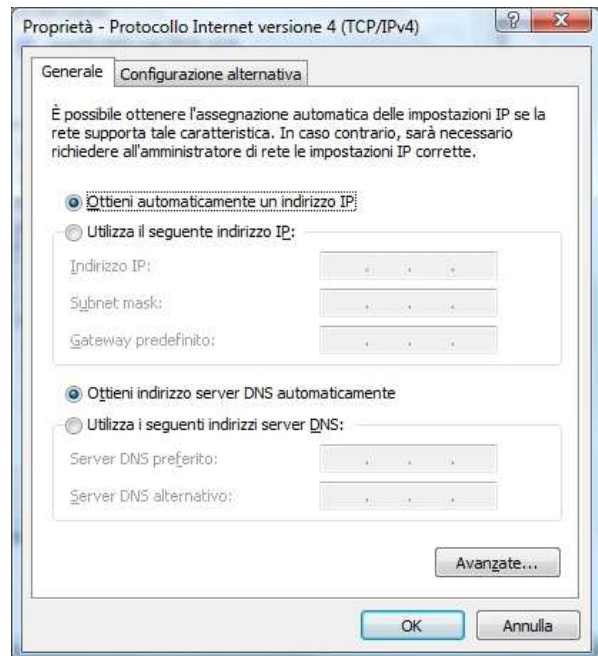 Proprietà - Protocollo Internet versione 4 (TCP/IPv4)
Generale
Configurazione alternativa
È possibile ottenere l'assegnazione automatica delle impostazioni IP se la
rete supporta tale caratteristica. In caso contrario, sarà necessario
richiedere all'amministratore di rete le impostazioni IP corrette.
Ottieni automaticamente un indirizzo IP
Utilizza il seguente indirizzo IP:
Indirizzo IP:
Subnet mask:
Gateway predefinito:
Ottieni indirizzo server DNS automaticamente
Utilizza i seguenti indirizzi server DNS:
Server DNS preferito:
Server DNS alternativo:
Avanzate...
OK
Annulla